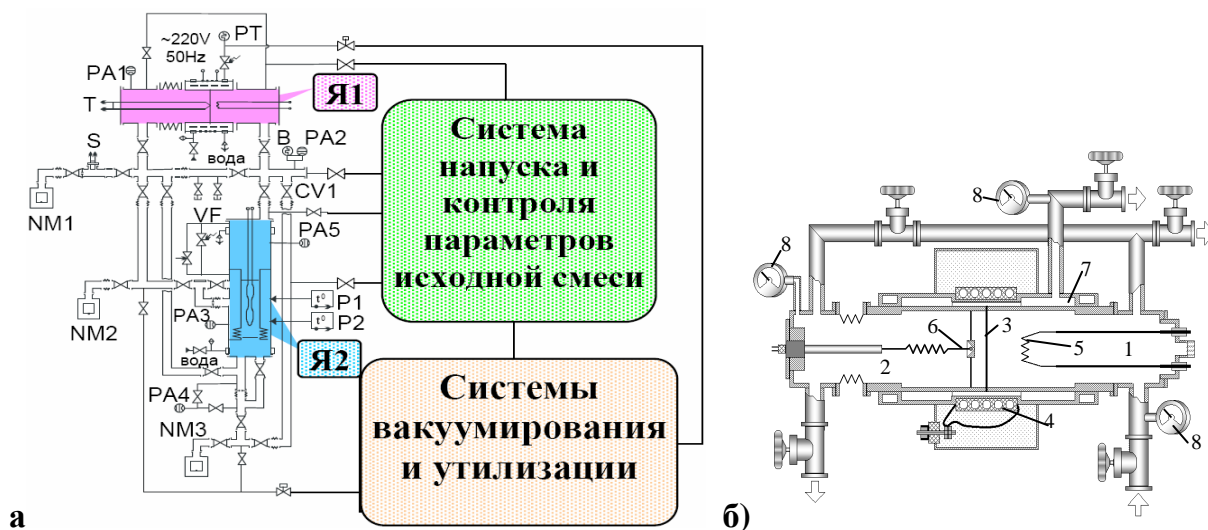 ~220V
50Hz
PT
PA1
T
Я1
S
вода
B
PA2
CV1
NM1
VF
PA5
NM2
PA3
t⁰
P1
t⁰
P2
вода
Я2
PA4
NM3
Система
напуска и
контроля
параметров
исходной смеси
Системы
вакуумирования
и утилизации
а
8
8
7
6
3
5
1
2
4
8
б)